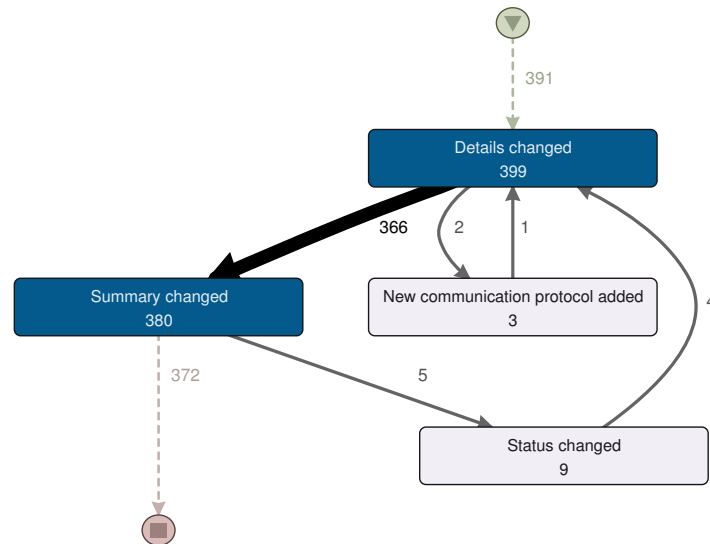 391
Details changed
399
366
2
1
Summary changed
380
New communication protocol added
3
4
372
5
Status changed
9